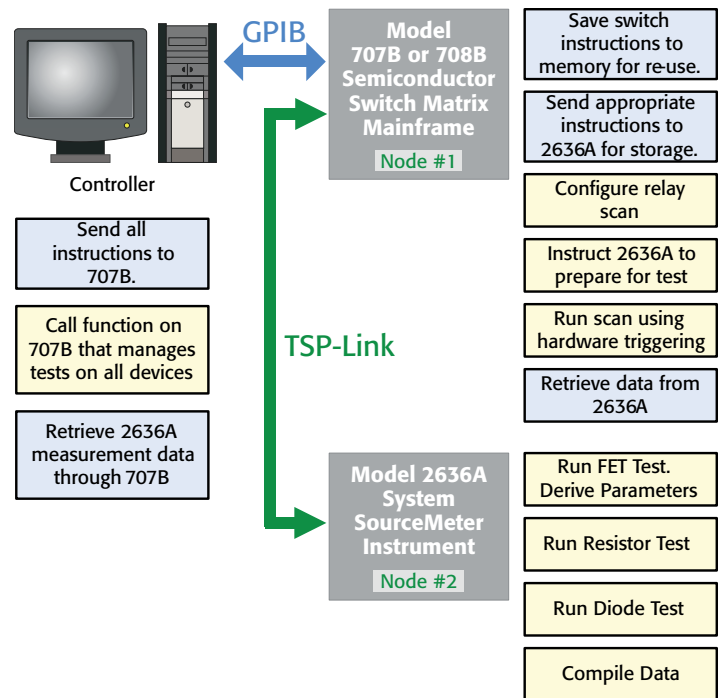 GPIB
Controller
Send all
instructions to
707B.
Call function on
707B that manages
tests on all devices
Retrieve 2636A
measurement data
through 707B
TSP-Link
Model
707B or 708B
Semiconductor
Switch Matrix
Mainframe
Node #1
Save switch
instructions to
memory for re-use.
Send appropriate
instructions to
2636A for storage.
Configure relay
scan
Instruct 2636A to
prepare for test
Run scan using
hardware triggering
Retrieve data from
2636A
Model 2636A
System
SourceMeter
Instrument
Node #2
Run FET Test.
Derive Parameters
Run Resistor Test
Run Diode Test
Compile Data